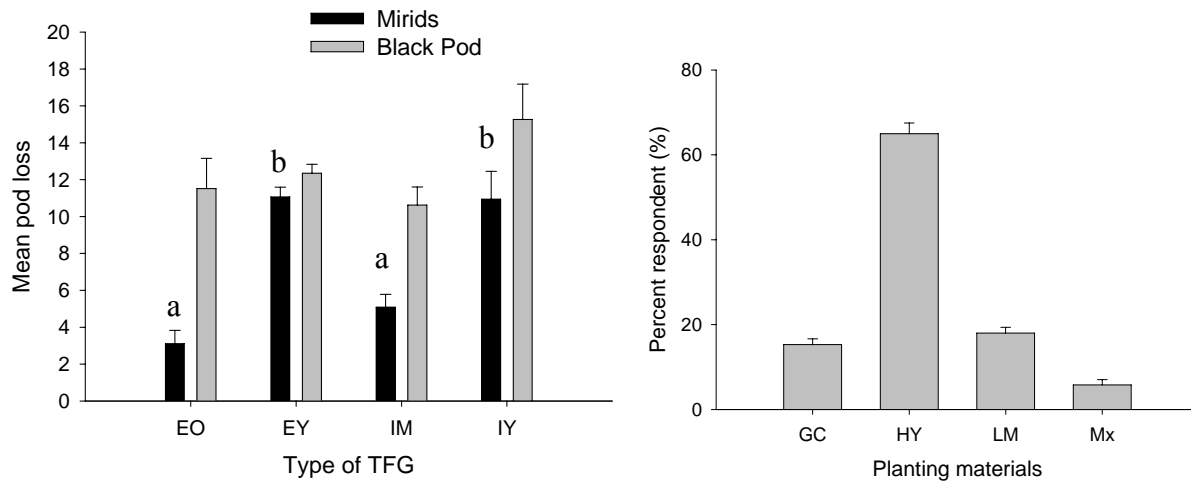 Mirids
Black Pod
20
18
16
14
12
10
8
6
4
2
0
Mean pod loss
a
b
a
b
EO EY IM IY
Type of TFG
80
60
40
20
0
Percent respondent (%)
GC HY LM Mx
Planting materials